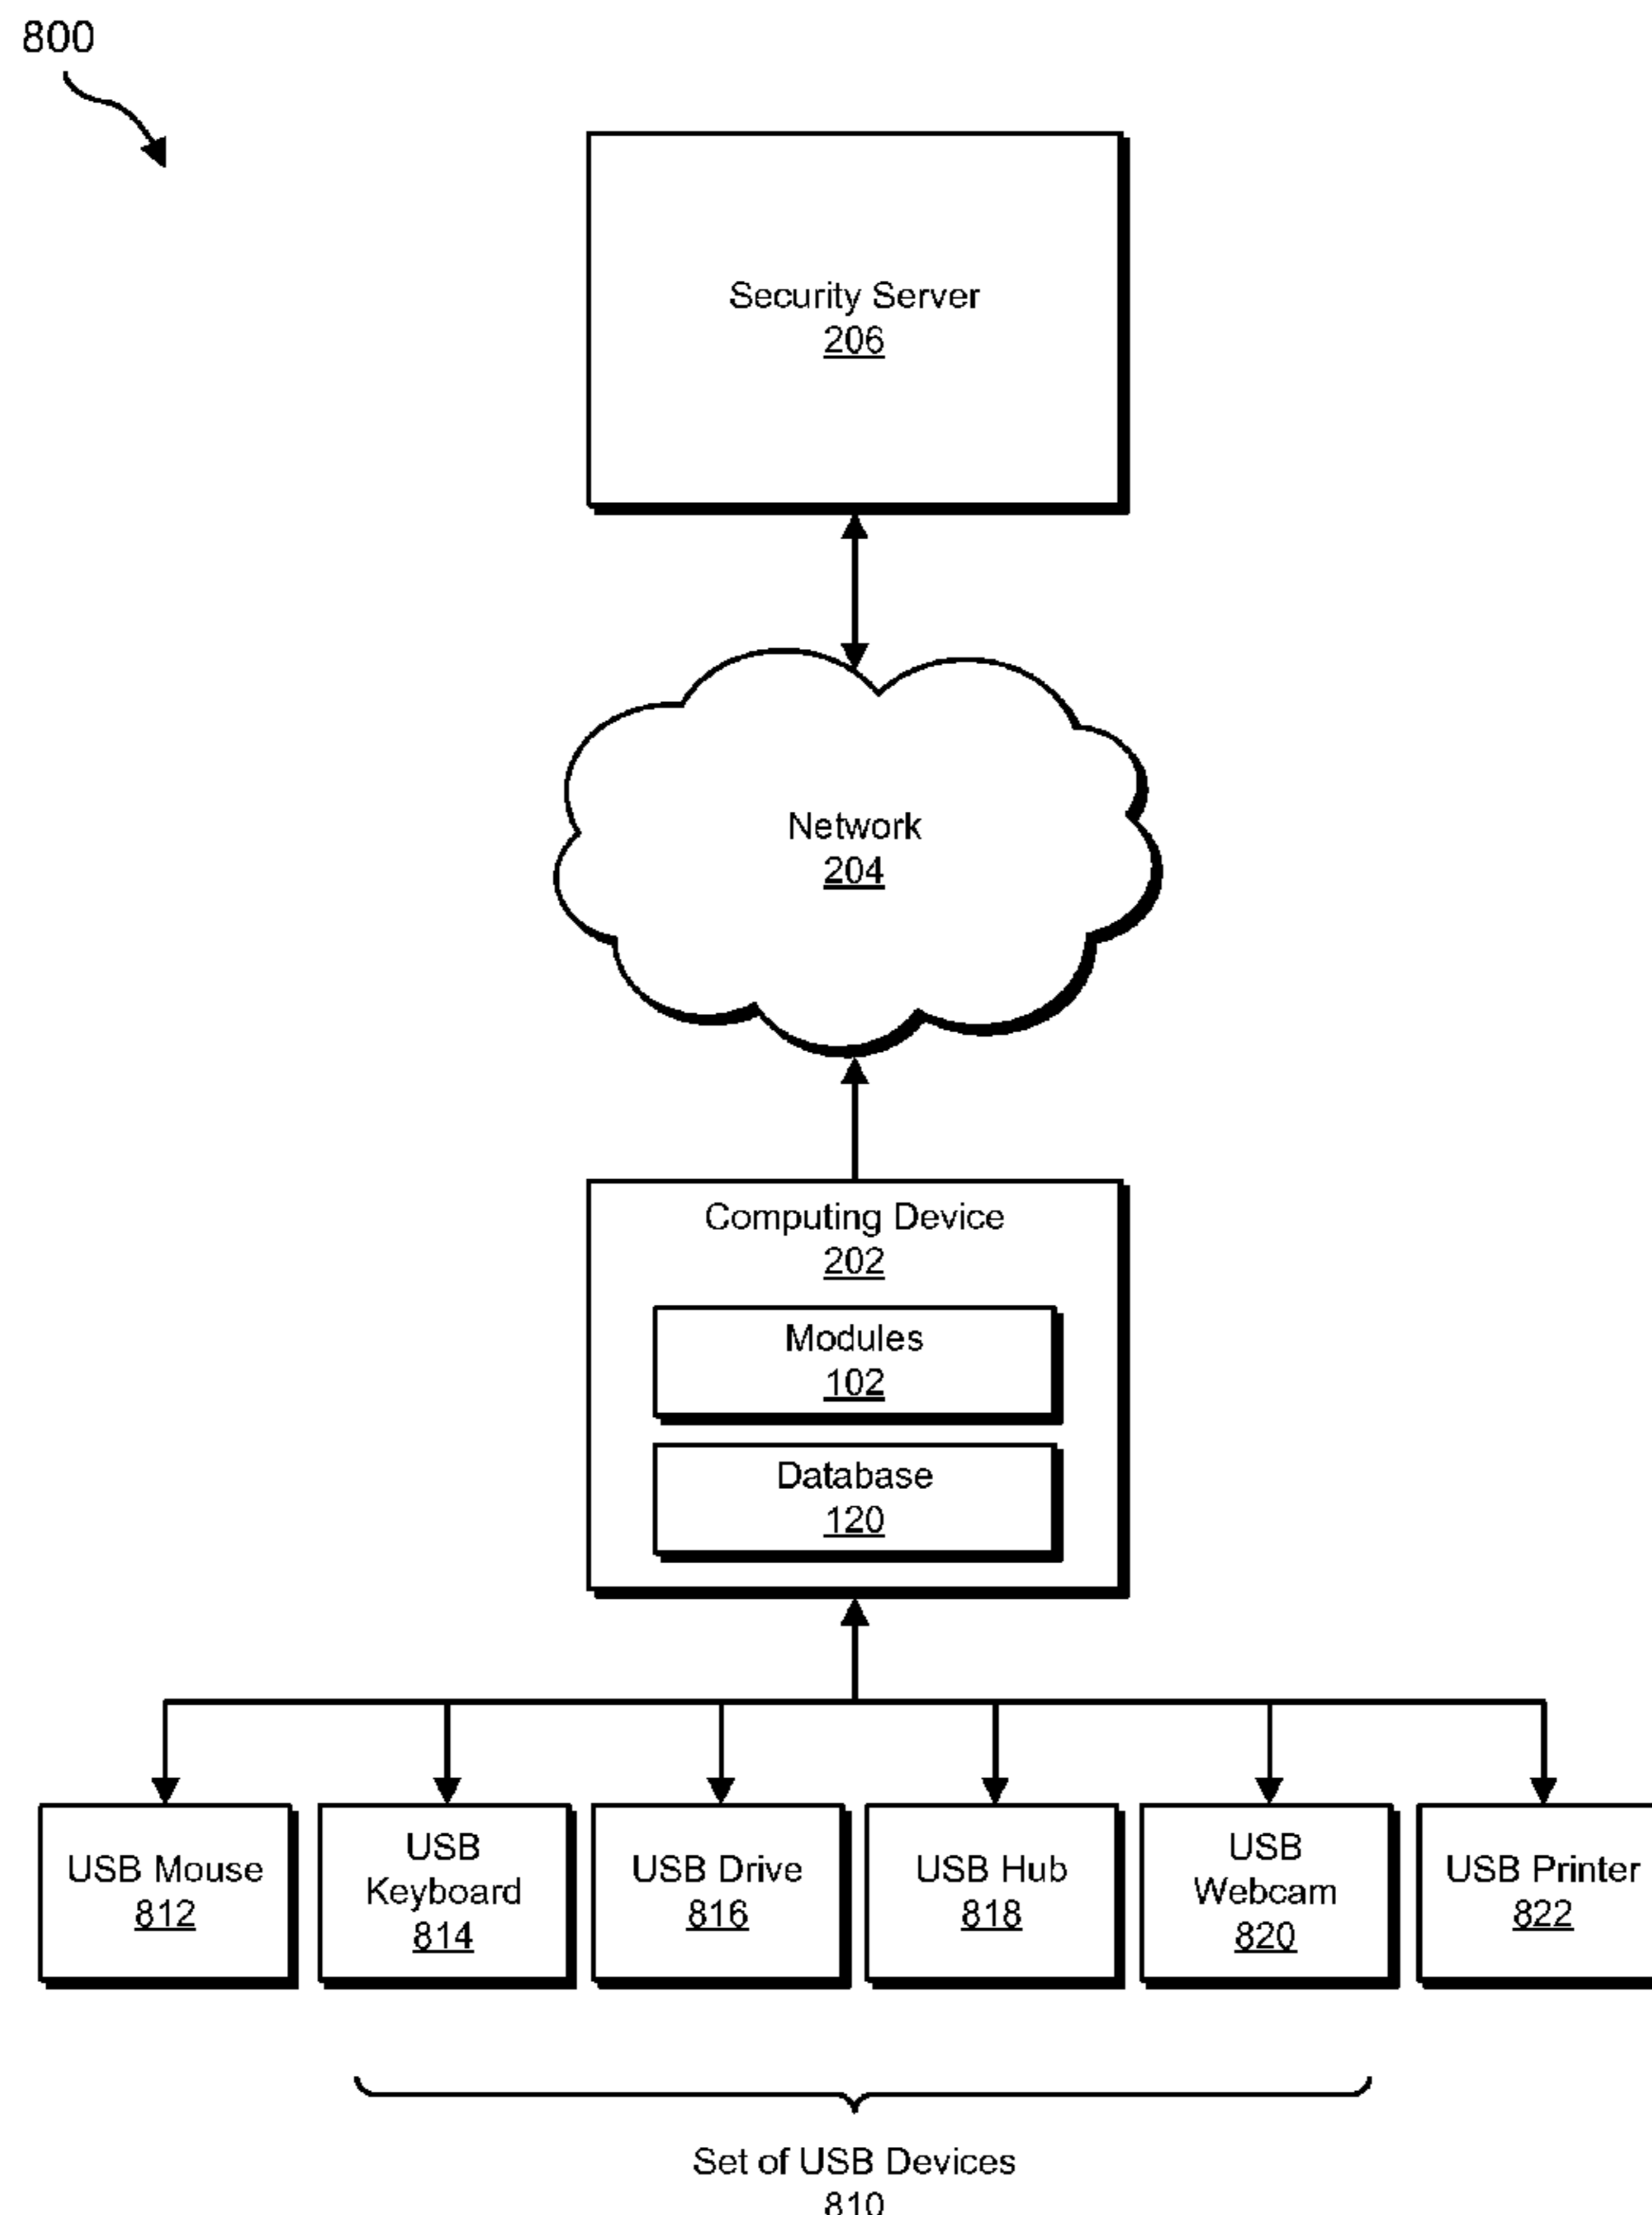 800
Security Server
206
Network
204
Computing Device
202
Modules
102
Database
120
USB Mouse
812
USB
Keyboard
814
USB Drive
816
USB Hub
818
USB
Webcam
820
USB Printer
822
Set of USB Devices
810